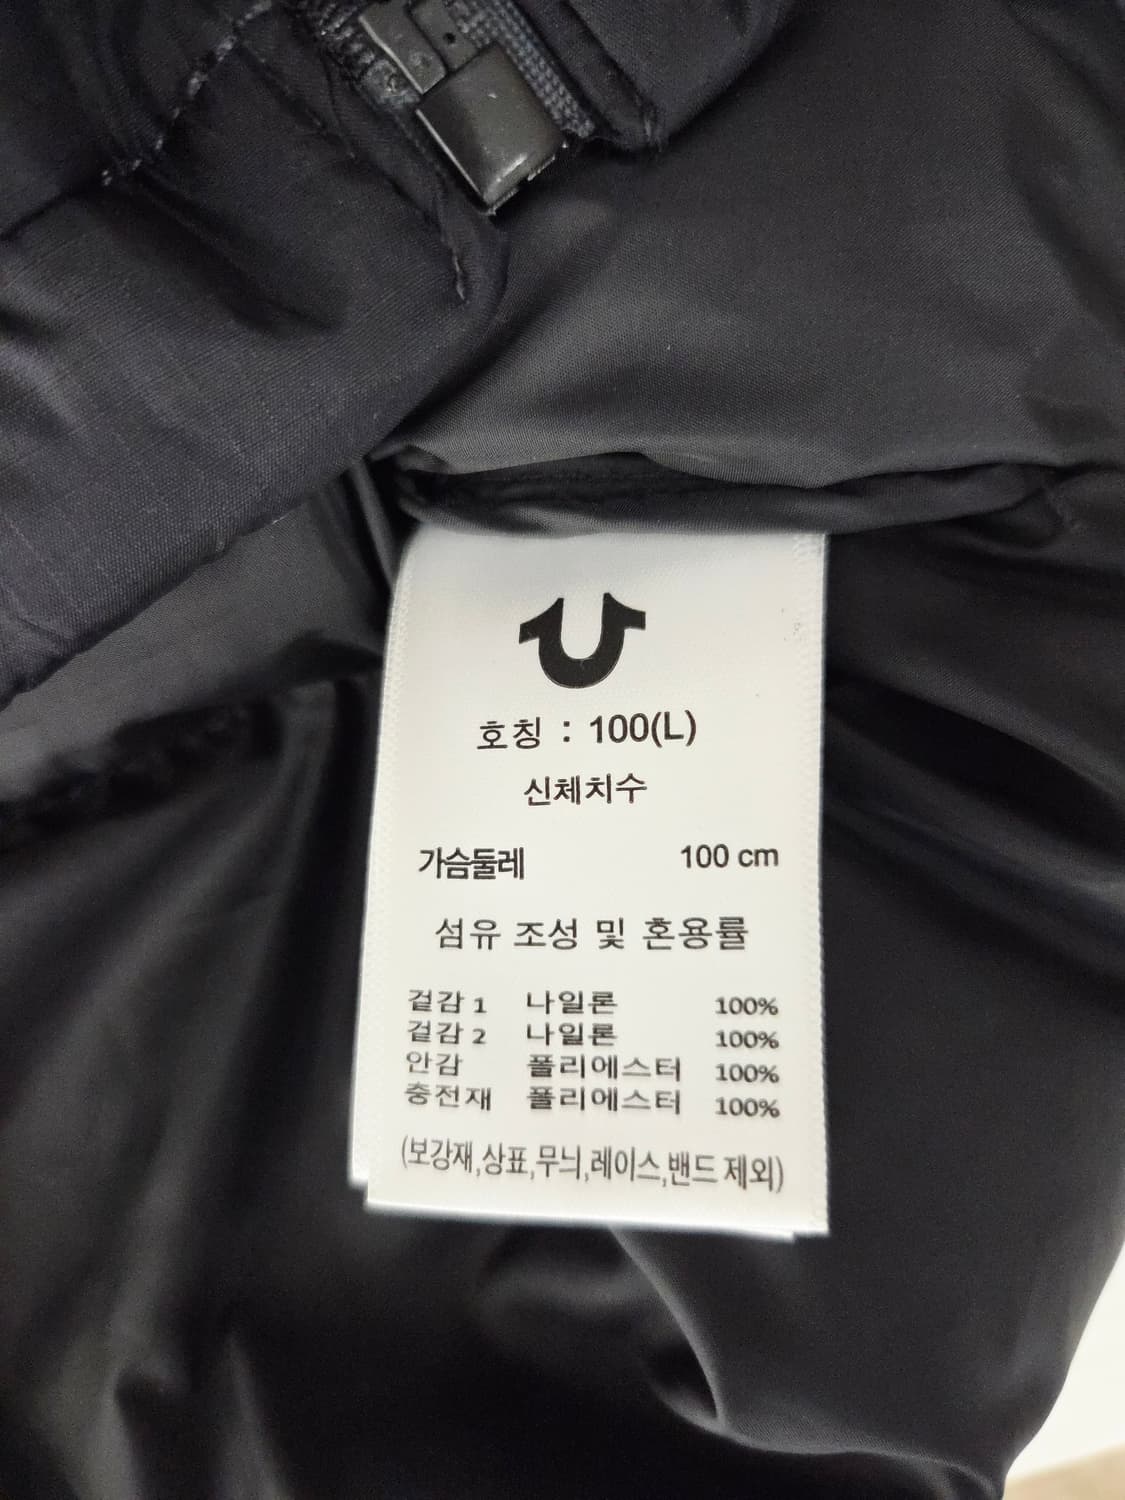 호칭 : 100(L)
신체치수
가슴둘레 100 cm
섬유 조성 및 혼용률
겉감 1 나일론 100%
겉감 2 나일론 100%
안감 폴리에스터 100%
충전재 폴리에스터 100%
(보강재,상표,무늬,레이스,밴드 제외)